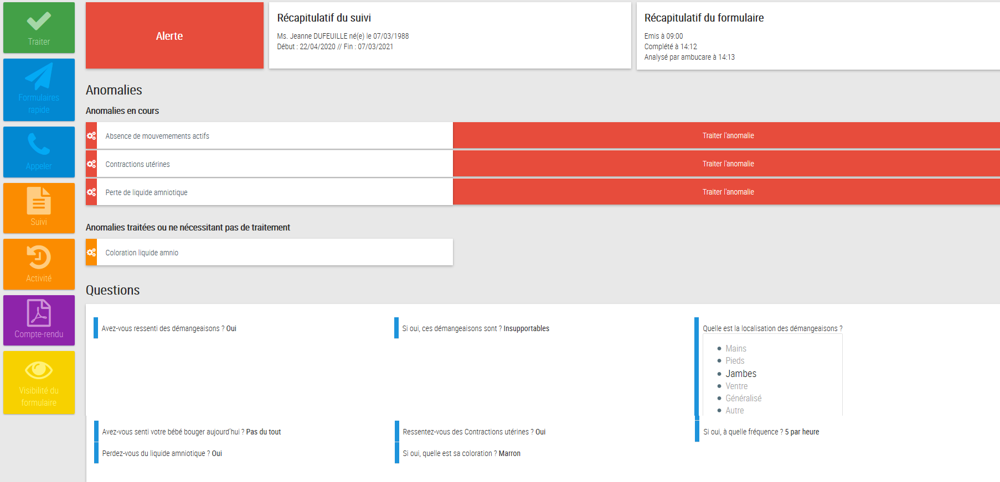 Traiter
Formulaires
rapide
Appeler
Suivi
Activité
Compte-rendu
Visibilité du
formulaire
Alerte
Récapitulatif du suivi
Ms. Jeanne DUFEUILLE né(e) le 07/03/1988
Début : 22/04/2020 // Fin : 07/03/2021
Récapitulatif du formulaire
Emis à 09:00
Complété à 14:12
Analysé par ambucare à 14:13
Anomalies
Anomalies en cours
Absence de mouvemements actifs
Traiter l'anomalie
Contractions utérines
Traiter l'anomalie
Perte de liquide amniotique
Traiter l'anomalie
Anomalies traitées ou ne nécessitant pas de traitement
Coloration liquide amnio
Questions
Avez-vous ressenti des démangeaisons ? Oui
Si oui, ces démangeaisons sont ? Insupportables
Quelle est la localisation des démangeaisons ?
Mains
Pieds
Jambes
Ventre
Généralisé
Autre
Avez-vous senti votre bébé bouger aujourd'hui ? Pas du tout
Ressentez-vous des Contractions utérines ? Oui
Si oui, à quelle fréquence ? 5 par heure
Perdez-vous du liquide amniotique ? Oui
Si oui, quelle est sa coloration ? Marron